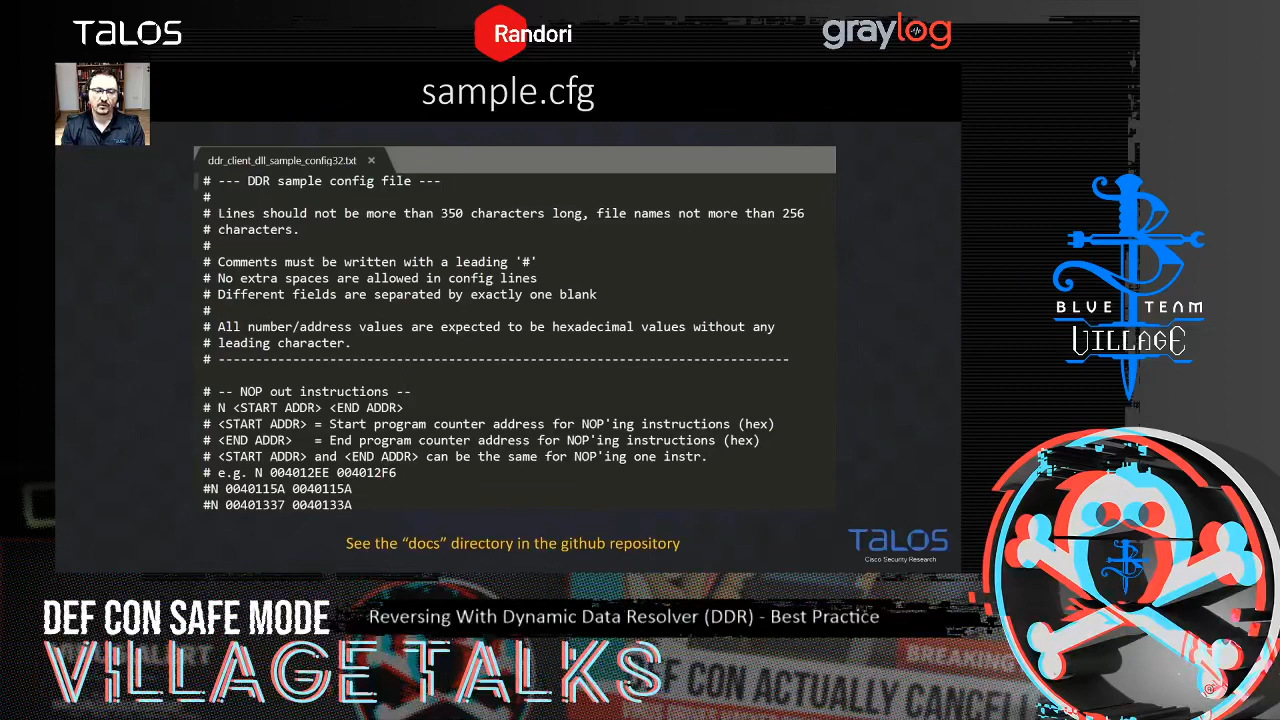 TALOS
Randori
graylog
sample.cfg
ddr_client_dll_sample_config32.txt ×
# --- DDR sample config file ---
#
# Lines should not be more than 350 characters long, file names not more than 256
# characters.
#
# Comments must be written with a leading '#'
# No extra spaces are allowed in config lines
# Different fields are separated by exactly one blank
#
# All number/address values are expected to be hexadecimal values without any
# leading character.
# -----------------------------------------------------------------------------
# -- NOP out instructions --
# N <START ADDR> <END ADDR>
# <START ADDR> = Start program counter address for NOP'ing instructions (hex)
# <END ADDR>   = End program counter address for NOP'ing instructions (hex)
# <START ADDR> and <END ADDR> can be the same for NOP'ing one instr.
# e.g. N 004012EE 004012F6
#N 0040115A 0040115A
#N 00401337 0040133A
See the “docs” directory in the github repository
TALOS
Cisco Security Research
BLUE TEAM
VILLAGE
DEF CON SAFE MODE
VILLAGE TALKS
Reversing With Dynamic Data Resolver (DDR) - Best Practice
BREAKING
DEF CON ACTUALLY CANCELL